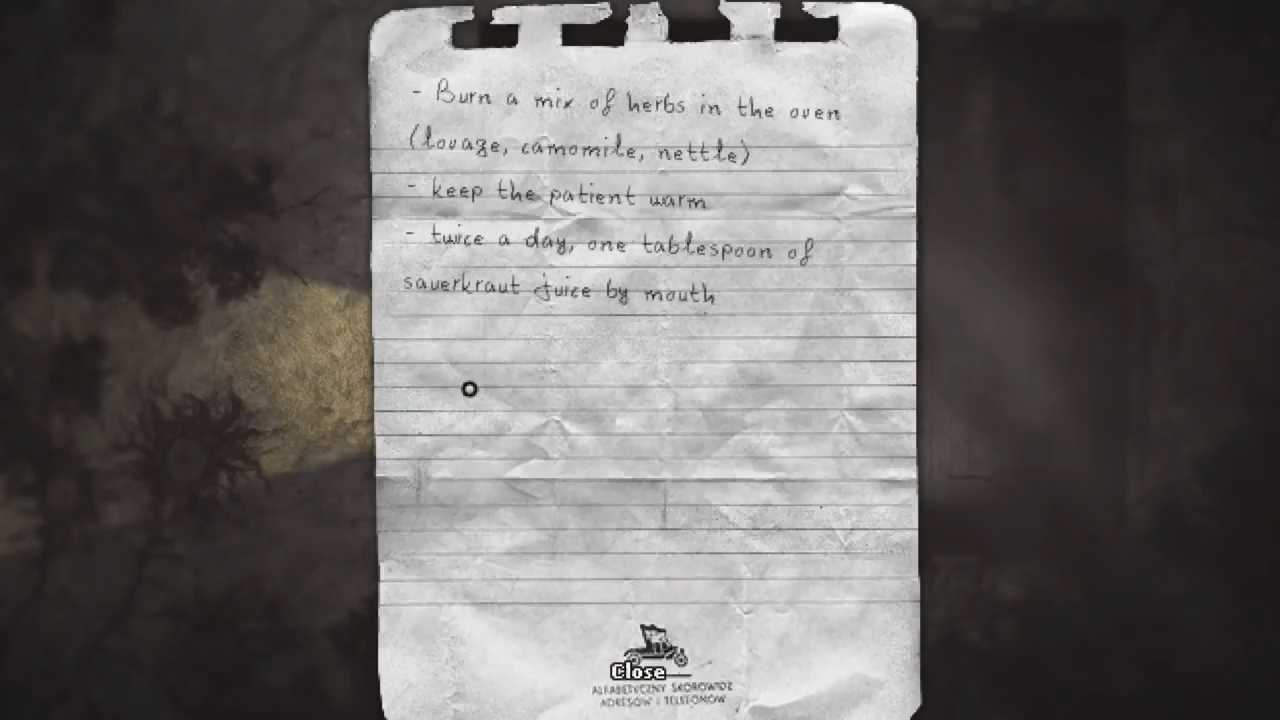 - Burn a mix of herbs in the oven
(lovage, camomile, nettle)
- keep the patient warm
- twice a day, one tablespoon of
sauerkraut juice by mouth
Close
ALFABETYCZNY SKOROWIDZ
ADRESÓW I TELEFONÓW